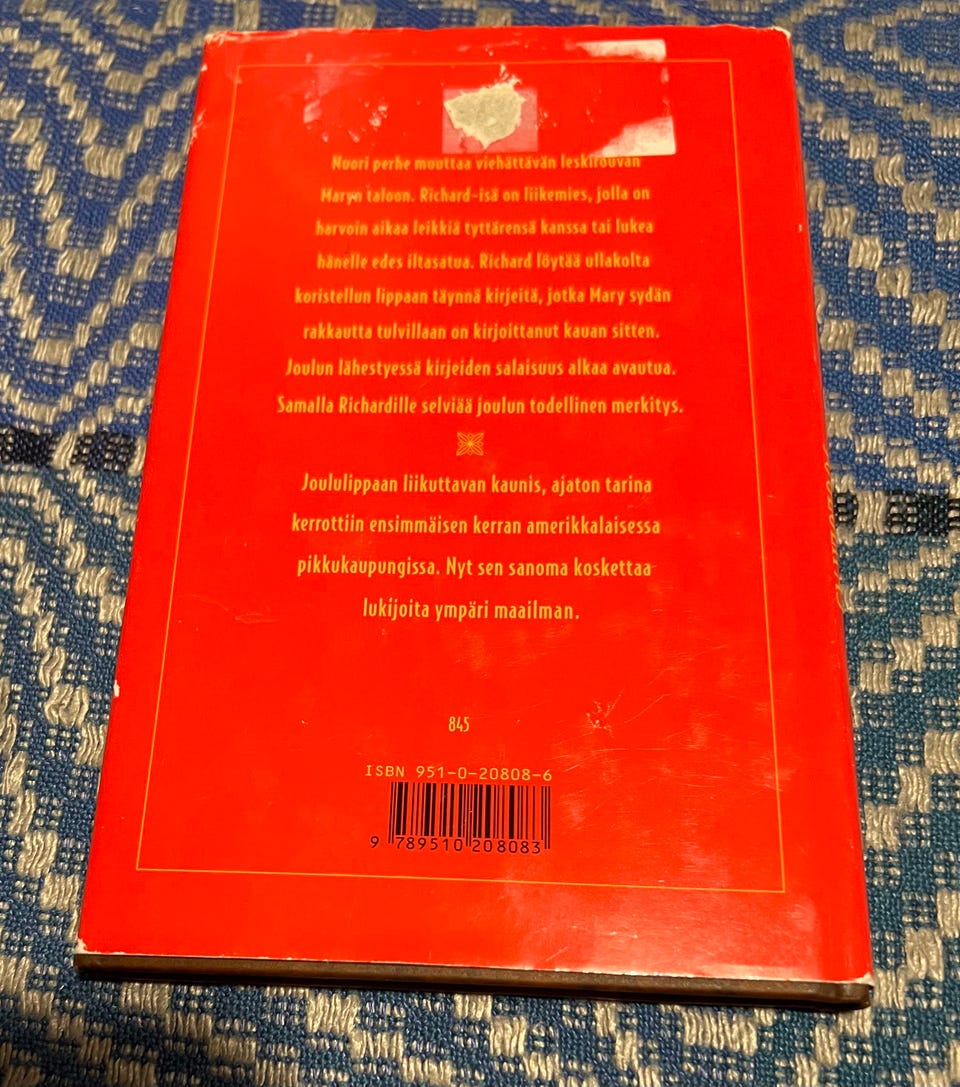 Nuori perhe muuttaa viehättävän leskirouvan
Maryn taloon. Richard-isä on liikemies, jolla on
harvoin aikaa leikkiä tyttärensä kanssa tai lukea
hänelle edes iltasatua. Richard löytää ullakolta
koristellun lippaan täynnä kirjeitä, jotka Mary sydän
rakkautta tulvillaan on kirjoittanut kauan sitten.
Joulun lähestyessä kirjeiden salaisuus alkaa avautua.
Samalla Richardille selviää joulun todellinen merkitys.
Joululippaan liikuttavan kaunis, ajaton tarina
kerrottiin ensimmäisen kerran amerikkalaisessa
pikkukaupungissa. Nyt sen sanoma koskettaa
lukijoita ympäri maailman.
845
ISBN 951-0-20808-6
9 789510 208083